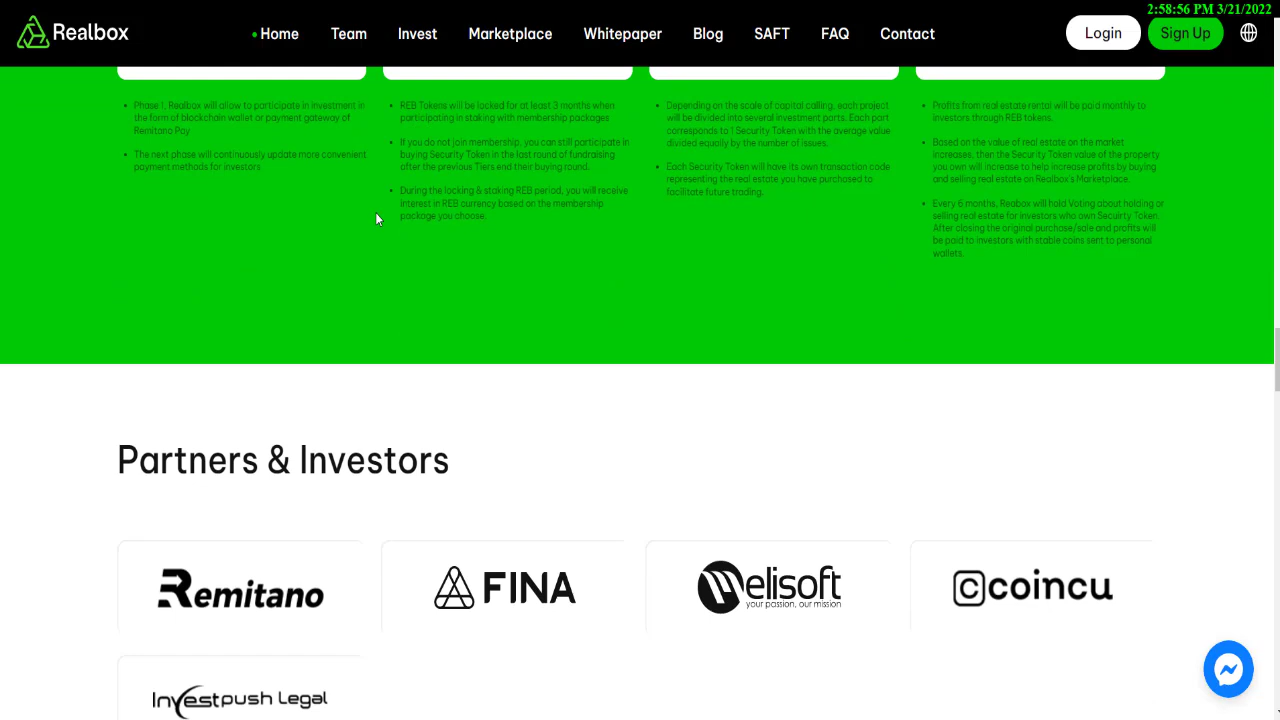 2:58:56 PM 3/21/2022
Realbox
Home Team Invest Marketplace Whitepaper Blog SAFT FAQ Contact
Login Sign Up
• Phase I, Realbox will allow to participate in Investment in
the form of blockchain wallet or payment gateway of
Remitano Pay
• The next phase will continuously update more convenient
payment methods for investors
• REB Tokens will be locked for at least 3 months when
participating in staking with membership packages
• If you do not join membership, you can still participate in
buying Security Token in the last round of fundraising
after the previous Tiers end their buying round.
• During the locking & staking REB period, you will receive
interest in REB currency based on the membership
package you choose.
• Depending on the scale of capital calling, each project
will be divided into several investment parts. Each part
corresponds to 1 Security Token with the average value
divided equally by the number of issues.
• Each Security Token will have its own transaction code
representing the real estate you have purchased to
facilitate future trading.
• Profits from real estate rental will be paid monthly to
investors through REB tokens.
• Based on the value of real estate on the market
increases, then the Security Token value of the property
you own will increase to help increase profits by buying
and selling real estate on Realbox's Marketplace.
• Every 6 months, Reabox will hold Voting about holding or
selling real estate for investors who own Secuirty Token
After closing the original purchase/sale and profits will
be paid to investors with stable coins sent to personal
wallets.
Partners & Investors
Remitano
FINA
Welisoft
your passion, our mission
coincu
Investpush Legal